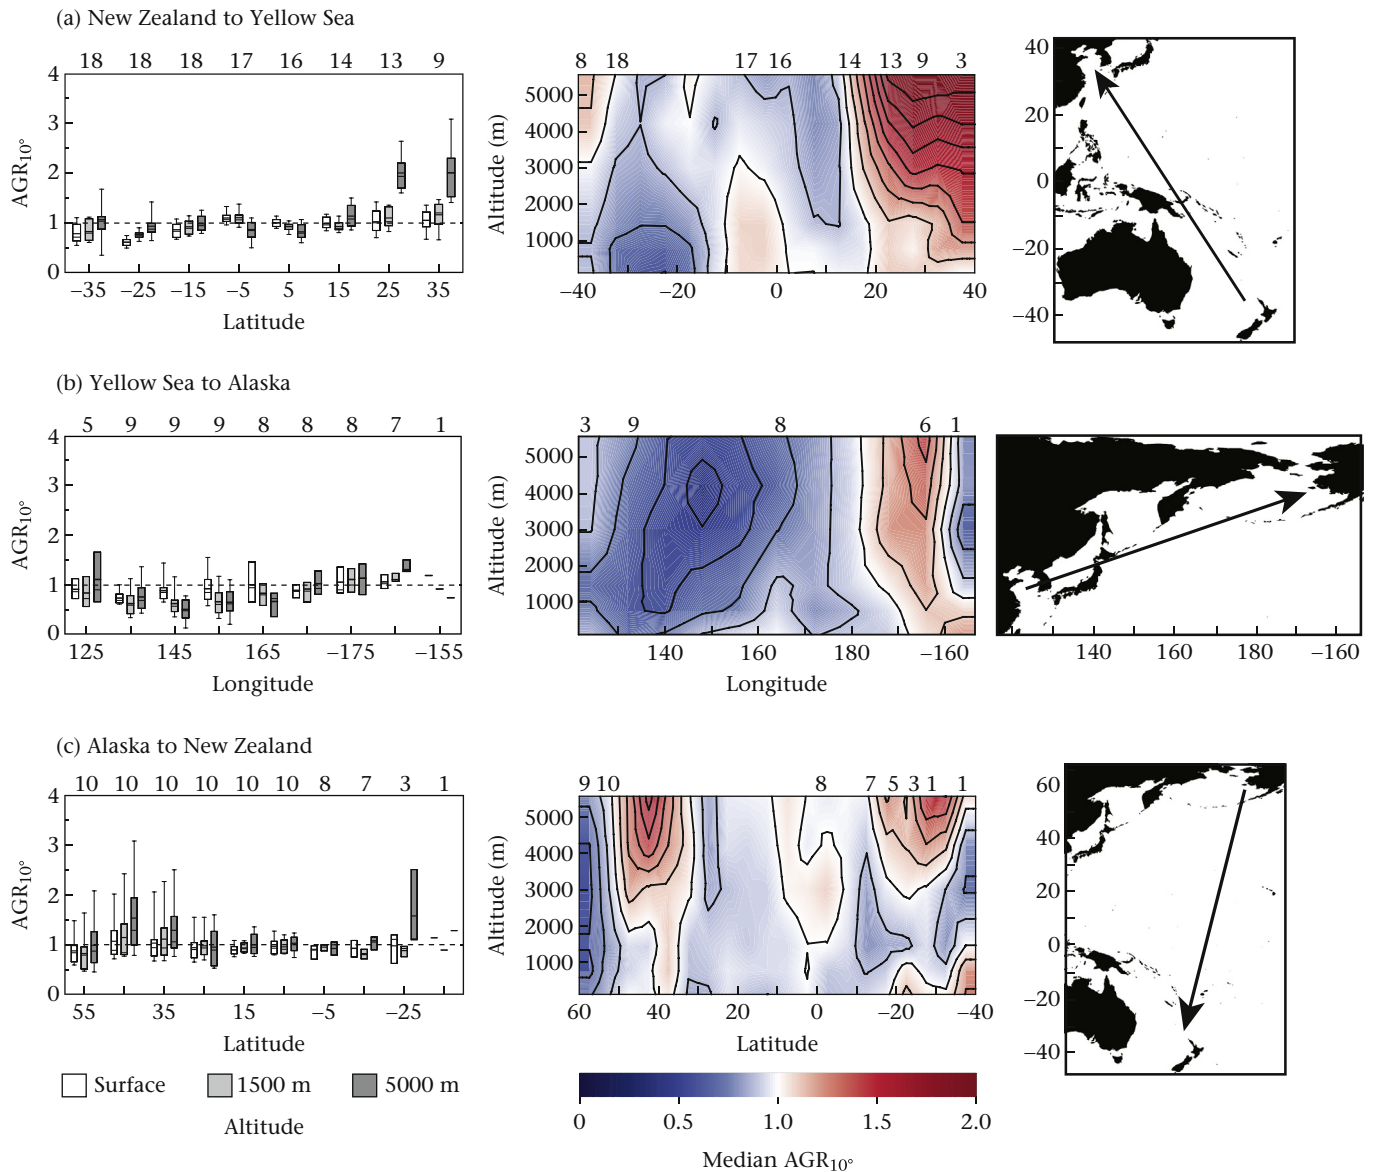 (a) New Zealand to Yellow Sea
18 18 18 17 16 14 13 9
4
3
2
1
0
AGR10°
−35 −25 −15 −5 5 15 25 35
Latitude
8 18 17 16 14 13 9 3
5000
4000
3000
2000
1000
Altitude (m)
−40 −20 0 20 40
40
20
0
−20
−40
(b) Yellow Sea to Alaska
5 9 9 9 8 8 8 7 1
4
3
2
1
0
AGR10°
125 145 165 −175 −155
Longitude
3 9 8 6 1
5000
4000
3000
2000
1000
Altitude (m)
140 160 180 −160
Longitude
140 160 180 −160
(c) Alaska to New Zealand
10 10 10 10 10 10 8 7 3 1
4
3
2
1
0
AGR10°
55 35 15 −5 −25
Latitude
9 10 8 7 5 3 1 1
5000
4000
3000
2000
1000
Altitude (m)
60 40 20 0 −20 −40
Latitude
60
40
20
0
−20
−40
Surface 1500 m 5000 m
Altitude
0 0.5 1.0 1.5 2.0
Median AGR10°